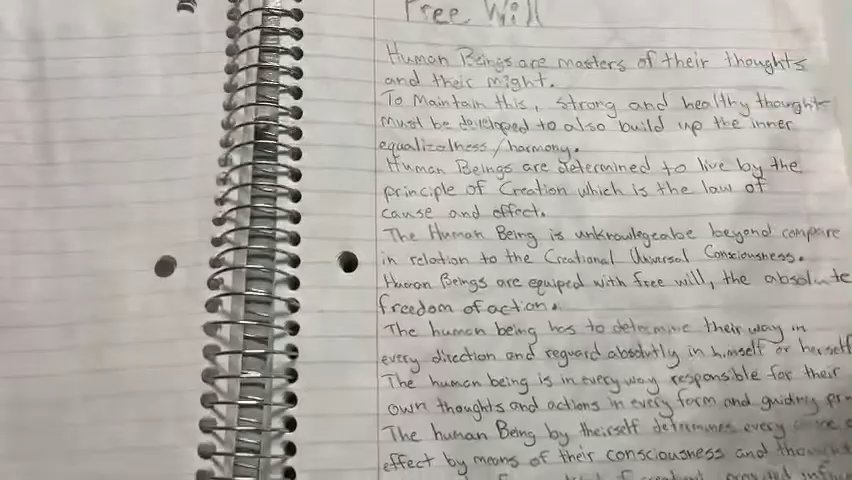 Free Will
Human Beings are masters of their thoughts
and their might.
To Maintain this, strong and healthy thoughts
must be developed to also build up the inner
equalizalness/harmony.
Human Beings are determined to live by the
principle of Creation which is the law of
cause and effect.
The Human Being is unknowlegeabe beyond compare
in relation to the Creational Universal Consciousness.
Human Beings are equiped with free will, the absolute
freedom of action.
The human being has to determine their way in
every direction and reguard absolutly in himself or herself
The human being is in every way responsible for their
own thoughts and actions in every form and guiding
The human Being by theirself determines every
effect by means of their consciousness and